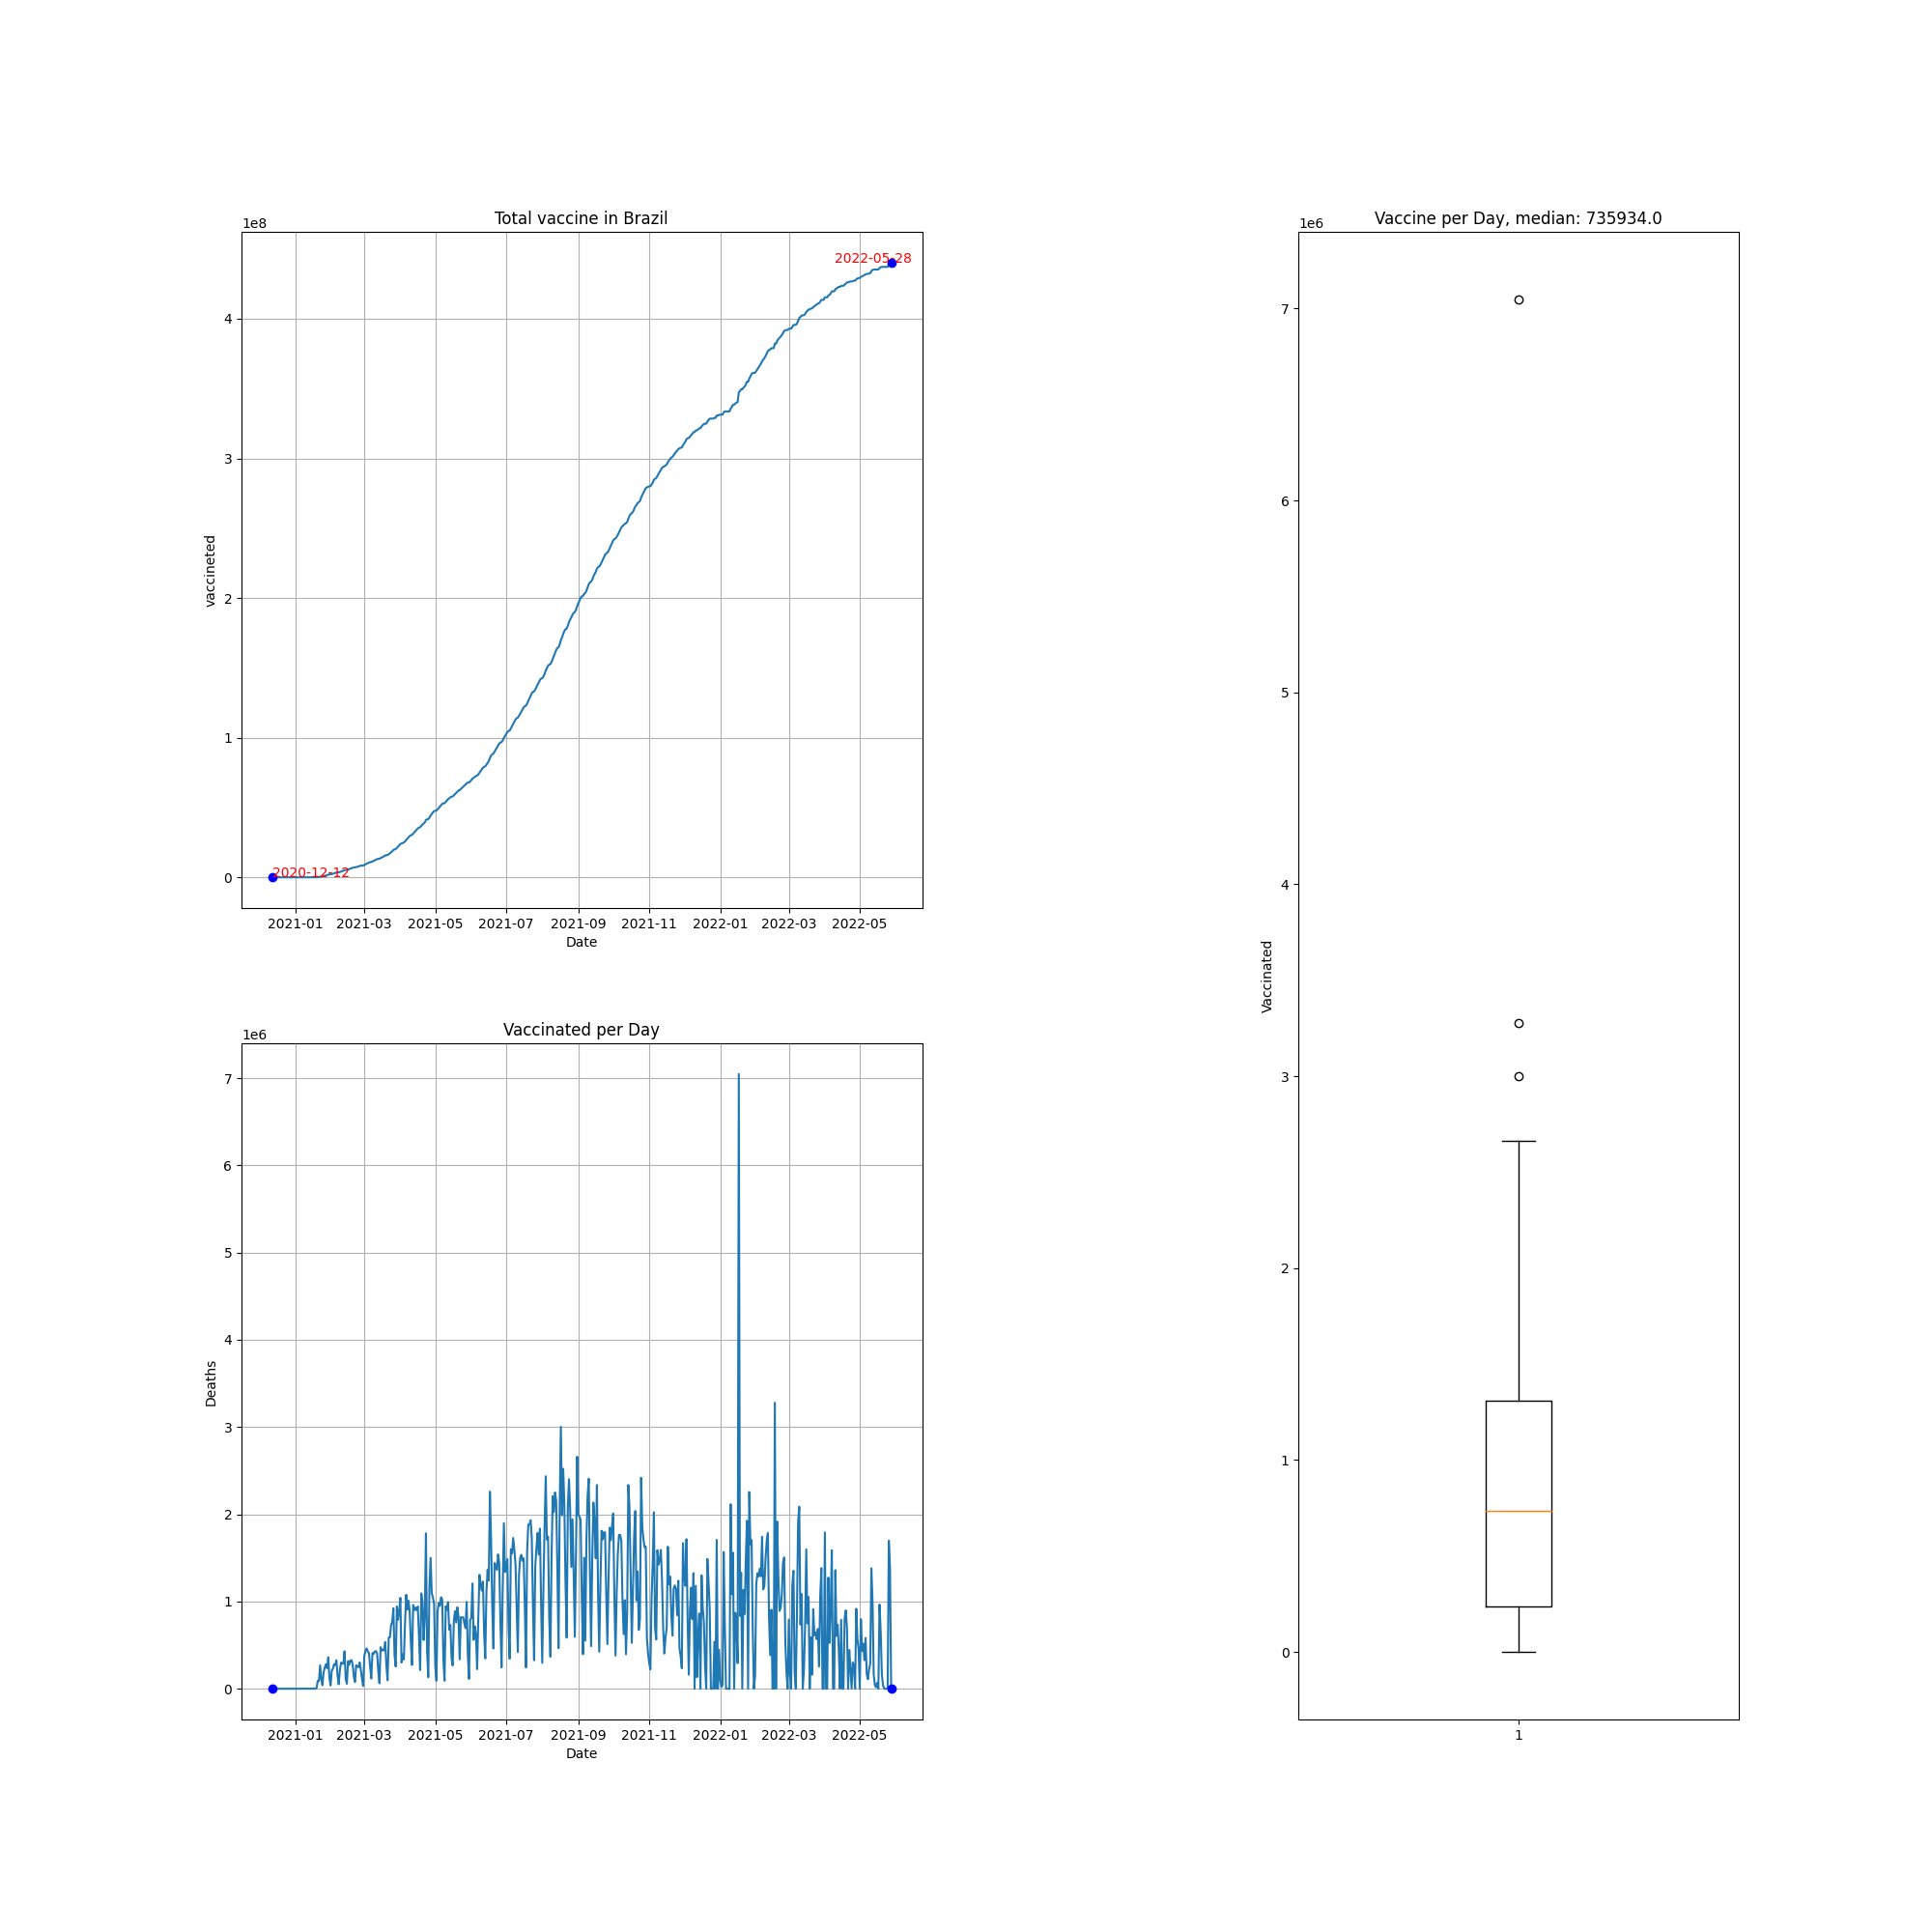 Total vaccine in Brazil
1e8
vaccineted
4
3
2
1
0
2022-05-28
2020-12-12
2021-01 2021-03 2021-05 2021-07 2021-09 2021-11 2022-01 2022-03 2022-05
Date
Vaccinated per Day
1e6
Deaths
7
6
5
4
3
2
1
0
2021-01 2021-03 2021-05 2021-07 2021-09 2021-11 2022-01 2022-03 2022-05
Date
Vaccine per Day, median: 735934.0
1e6
Vaccinated
7
6
5
4
3
2
1
0
1